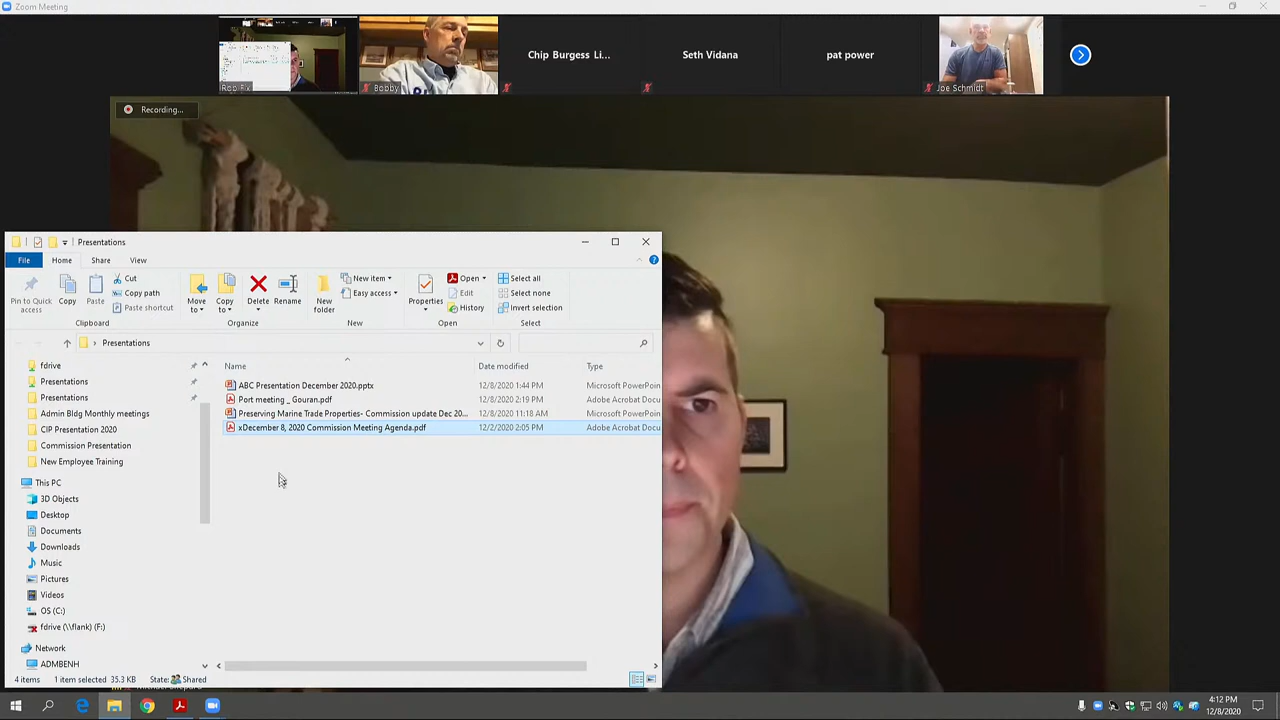 Zoom Meeting
Rob Fix
Bobby
Chip Burgess Li...
Seth Vidana
pat power
Joe Schmidt
Recording...
Presentations
File
Home
Share
View
Pin to Quick access
Copy
Paste
Cut
Copy path
Paste shortcut
Clipboard
Move to
Copy to
Delete
Rename
Organize
New folder
New item
Easy access
New
Properties
Open
Edit
History
Open
Select all
Select none
Invert selection
Select
Presentations
Name
Date modified
Type
ABC Presentation December 2020.pptx 12/8/2020 1:44 PM Microsoft PowerPoin
Port meeting _ Gouran.pdf 12/8/2020 2:19 PM Adobe Acrobat Docu
Preserving Marine Trade Properties- Commission update Dec 20... 12/8/2020 11:18 AM Microsoft PowerPoin
xDecember 8, 2020 Commission Meeting Agenda.pdf 12/2/2020 2:05 PM Adobe Acrobat Docu
fdrive
Presentations
Presentations
Admin Bldg Monthly meetings
CIP Presentation 2020
Commission Presentation
New Employee Training
This PC
3D Objects
Desktop
Documents
Downloads
Music
Pictures
Videos
OS (C:)
fdrive (\\flank) (F:)
Network
ADMBENH
4 items 1 item selected 35.3 KB State: Shared
4:12 PM
12/8/2020